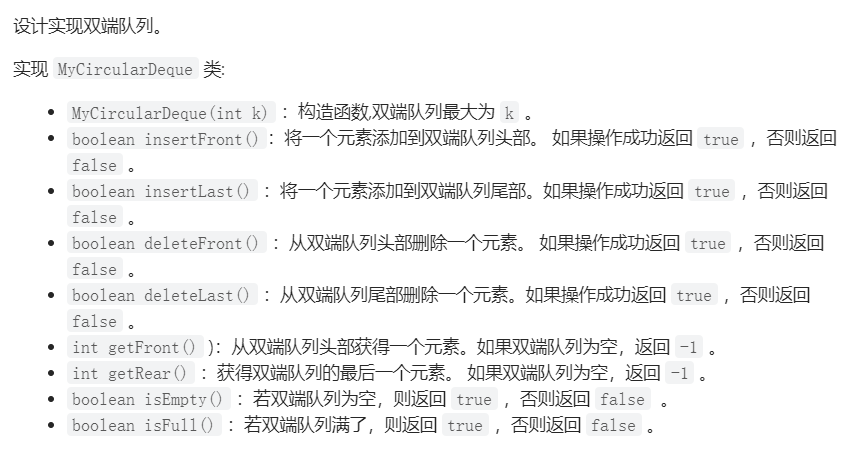 设计实现双端队列。
实现 MyCircularDeque 类:
• MyCircularDeque(int k) ：构造函数,双端队列最大为 k 。
• boolean insertFront()：将一个元素添加到双端队列头部。 如果操作成功返回 true ，否则返回
false 。
• boolean insertLast() ：将一个元素添加到双端队列尾部。如果操作成功返回 true ，否则返回
false 。
• boolean deleteFront() ：从双端队列头部删除一个元素。 如果操作成功返回 true ，否则返回
false 。
• boolean deleteLast() ：从双端队列尾部删除一个元素。如果操作成功返回 true ，否则返回
false 。
• int getFront() )：从双端队列头部获得一个元素。如果双端队列为空，返回 -1 。
• int getRear() ：获得双端队列的最后一个元素。 如果双端队列为空，返回 -1 。
• boolean isEmpty() ：若双端队列为空，则返回 true ，否则返回 false 。
• boolean isFull() ：若双端队列满了，则返回 true ，否则返回 false 。